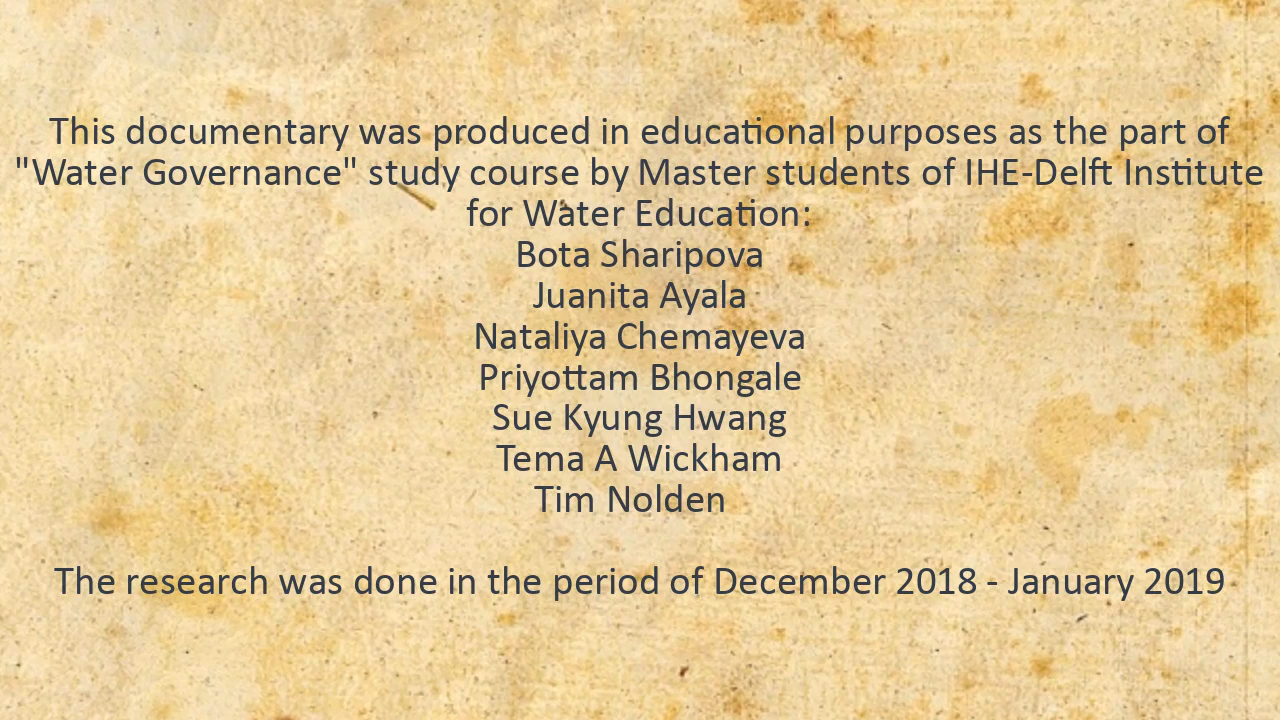 This documentary was produced in educational purposes as the part of
"Water Governance" study course by Master students of IHE-Delft Institute
for Water Education:
Bota Sharipova
Juanita Ayala
Nataliya Chemayeva
Priyottam Bhongale
Sue Kyung Hwang
Tema A Wickham
Tim Nolden
The research was done in the period of December 2018 - January 2019